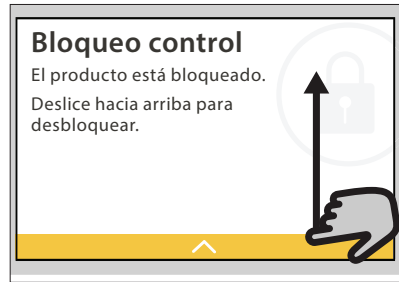 Bloqueo control
El producto está bloqueado.
Deslice hacia arriba para
desbloquear.